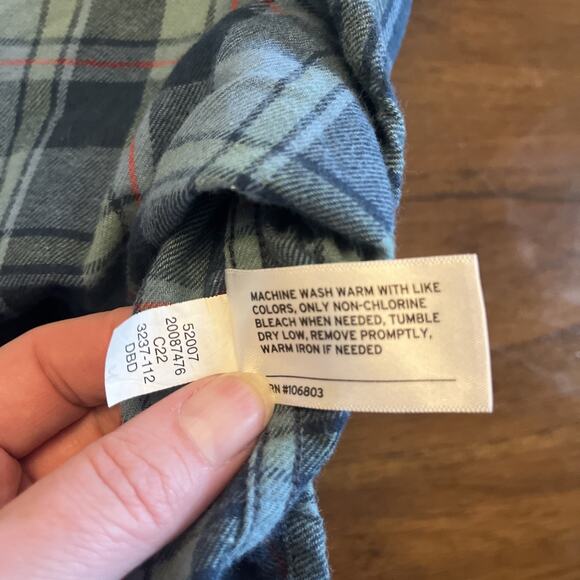 MACHINE WASH WARM WITH LIKE
COLORS, ONLY NON-CHLORINE
BLEACH WHEN NEEDED, TUMBLE
DRY LOW, REMOVE PROMPTLY,
WARM IRON IF NEEDED
RN #106803
52007
20087476
C22
3237-112
DBD